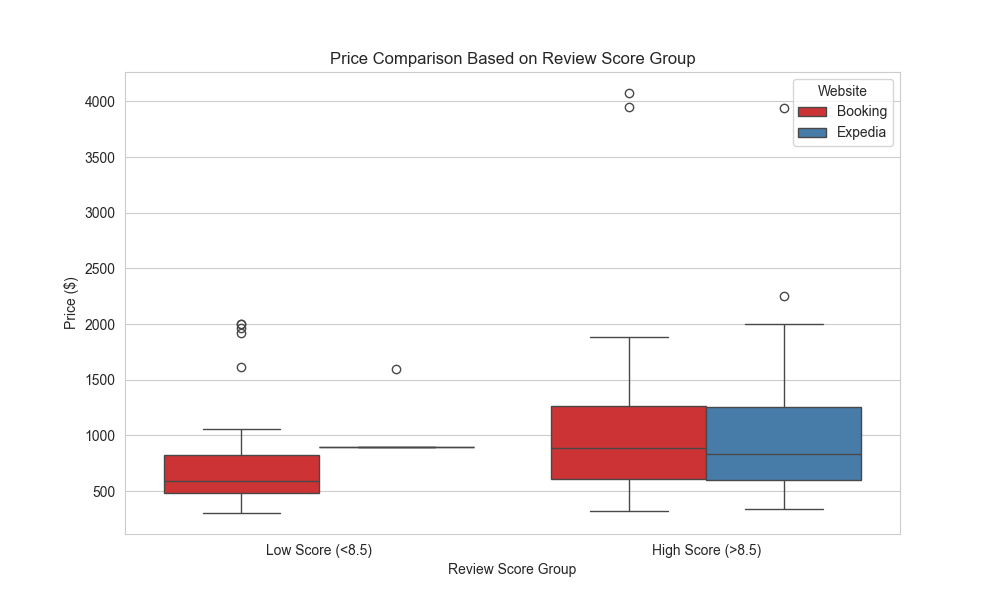 Price Comparison Based on Review Score Group
Website
Booking
Expedia
4000
3500
3000
2500
2000
1500
1000
500
Price ($)
Low Score (<8.5)
High Score (>8.5)
Review Score Group